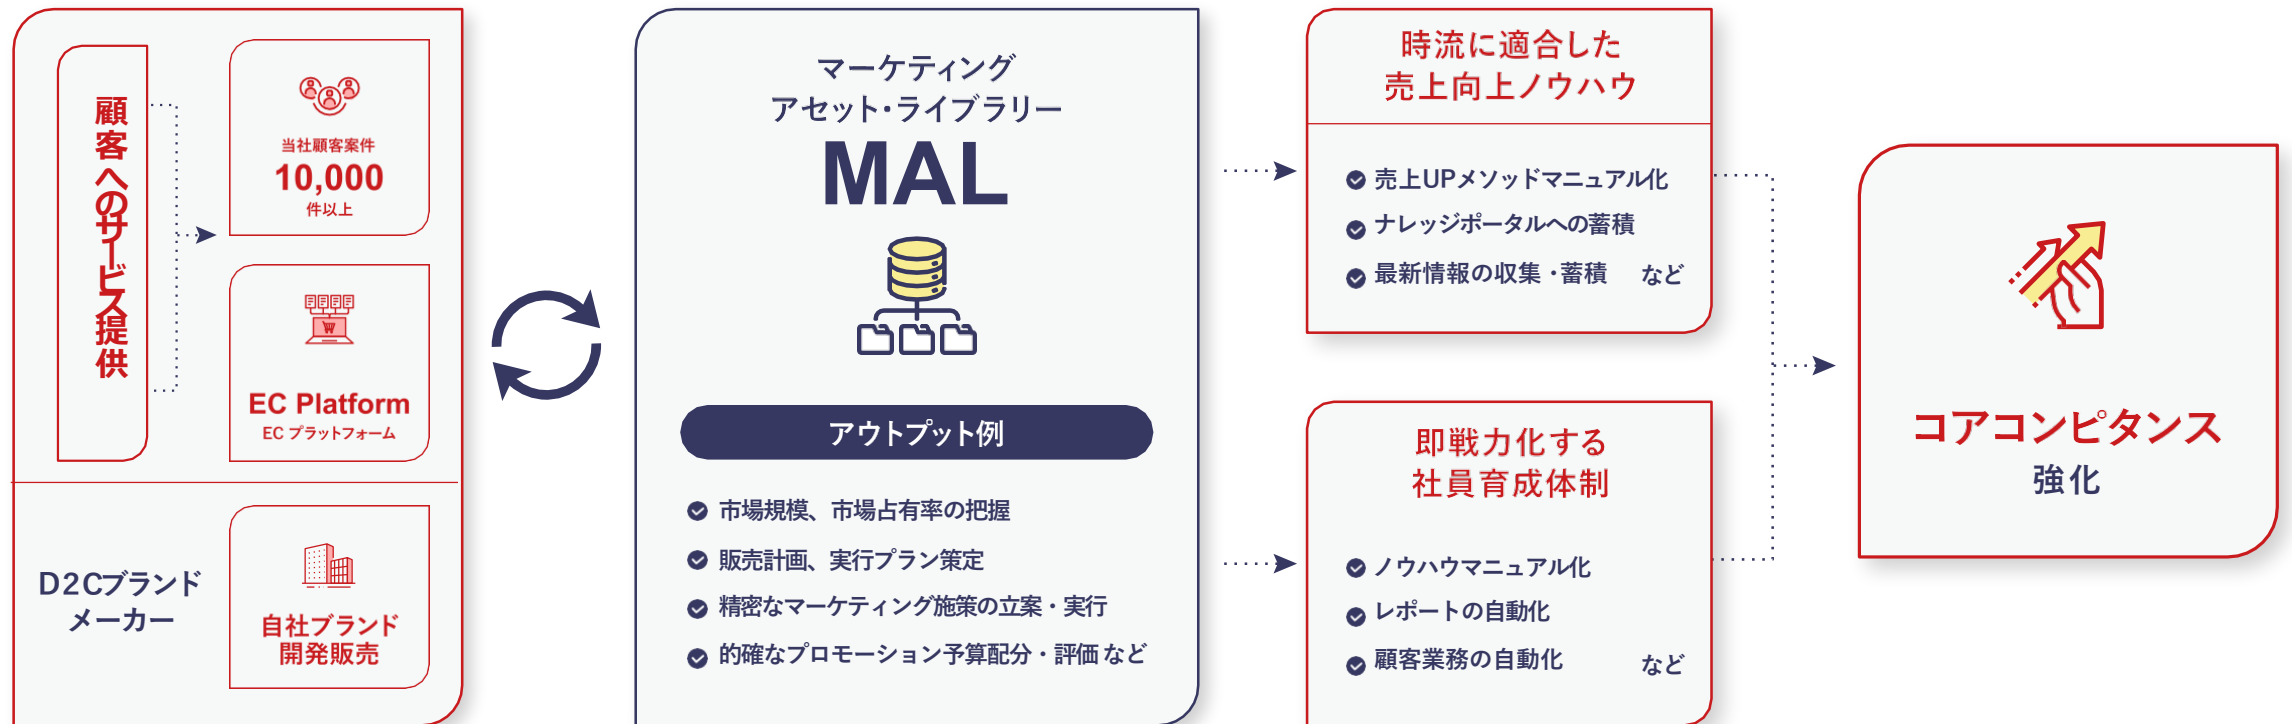 顧客へのサービス提供
当社顧客案件
10,000
件以上
EC Platform
EC プラットフォーム
D2Cブランド
メーカー
自社ブランド
開発販売
マーケティング
アセット・ライブラリー
MAL
アウトプット例
市場規模、市場占有率の把握
販売計画、実行プラン策定
精密なマーケティング施策の立案・実行
的確なプロモーション予算配分・評価 など
時流に適合した
売上向上ノウハウ
売上UPメソッドマニュアル化
ナレッジポータルへの蓄積
最新情報の収集・蓄積 など
即戦力化する
社員育成体制
ノウハウマニュアル化
レポートの自動化
顧客業務の自動化 など
コアコンピタンス
強化